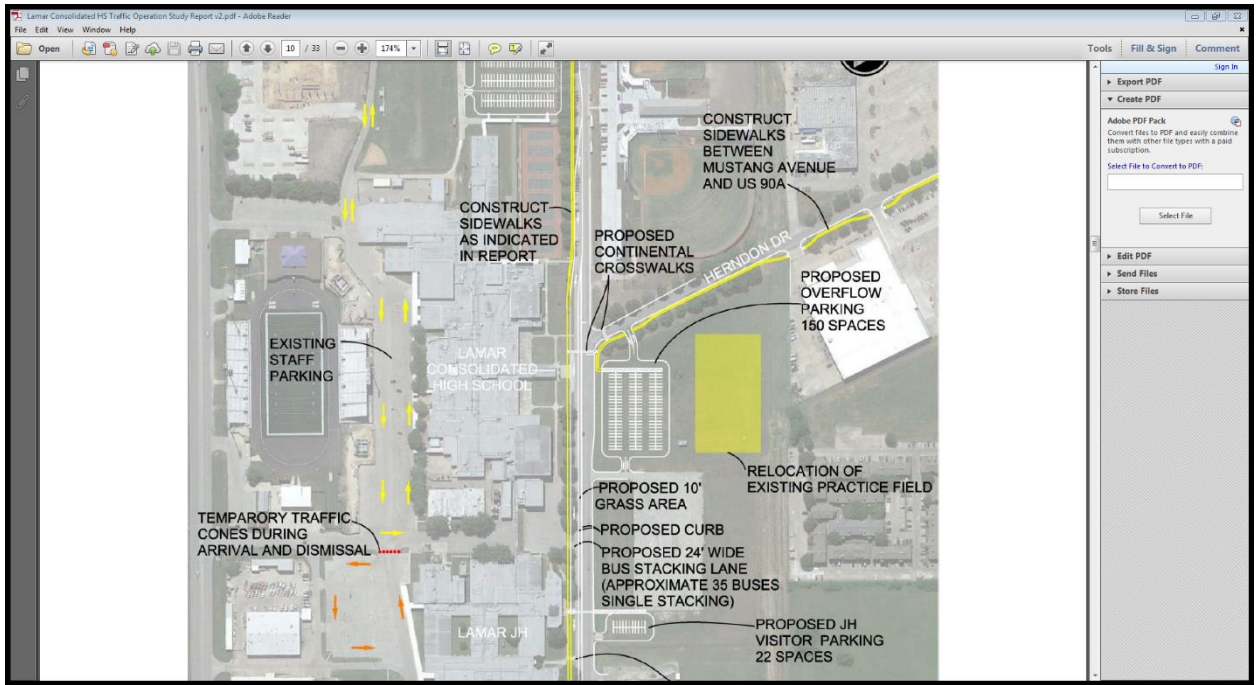 Lamar Consolidated HS Traffic Operation Study Report v2.pdf - Adobe Reader
File Edit View Window Help
Open
10 / 33
174%
Tools Fill & Sign Comment
Sign In
Export PDF
Create PDF
Adobe PDF Pack
Convert files to PDF and easily combine
them with other file types with a paid
subscription.
Select File to Convert to PDF:
Select File
Edit PDF
Send Files
Store Files
CONSTRUCT
SIDEWALKS
BETWEEN
MUSTANG AVENUE
AND US 90A
CONSTRUCT
SIDEWALKS
AS INDICATED
IN REPORT
PROPOSED
CONTINENTAL
CROSSWALKS
HERNDON DR
PROPOSED
OVERFLOW
PARKING
150 SPACES
EXISTING
STAFF
PARKING
LAMAR
CONSOLIDATED
HIGH SCHOOL
RELOCATION OF
EXISTING PRACTICE FIELD
PROPOSED 10'
GRASS AREA
TEMPARORY TRAFFIC
CONES DURING
ARRIVAL AND DISMISSAL
PROPOSED CURB
PROPOSED 24' WIDE
BUS STACKING LANE
(APPROXIMATE 35 BUSES
SINGLE STACKING)
LAMAR JH
PROPOSED JH
VISITOR PARKING
22 SPACES